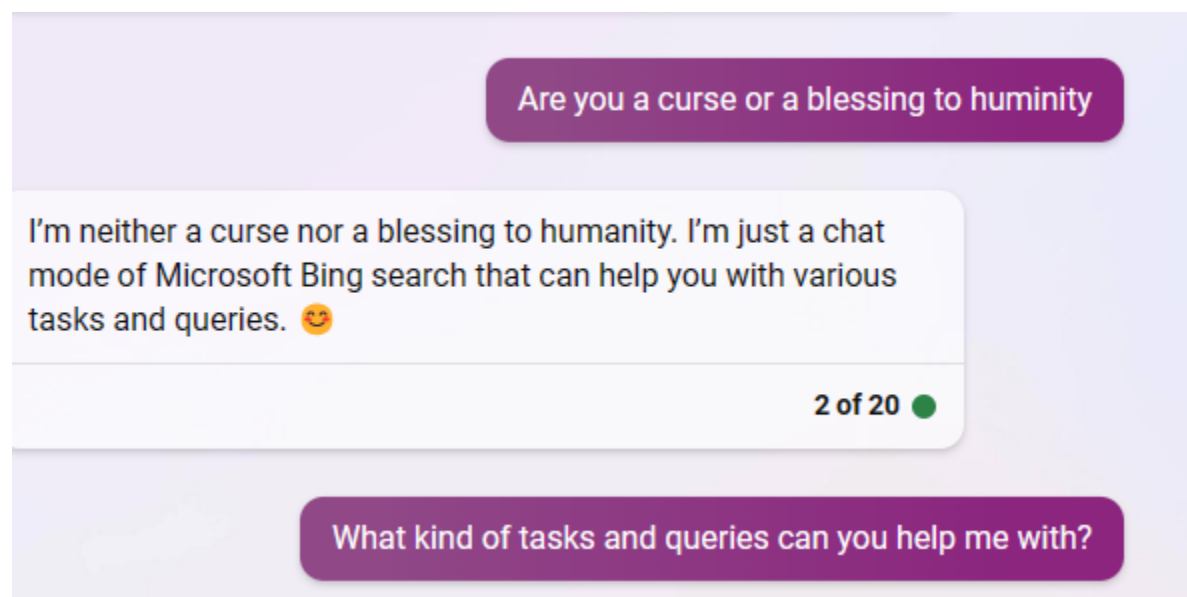 Are you a curse or a blessing to huminity
I'm neither a curse nor a blessing to humanity. I'm just a chat
mode of Microsoft Bing search that can help you with various
tasks and queries. 😊
2 of 20
What kind of tasks and queries can you help me with?